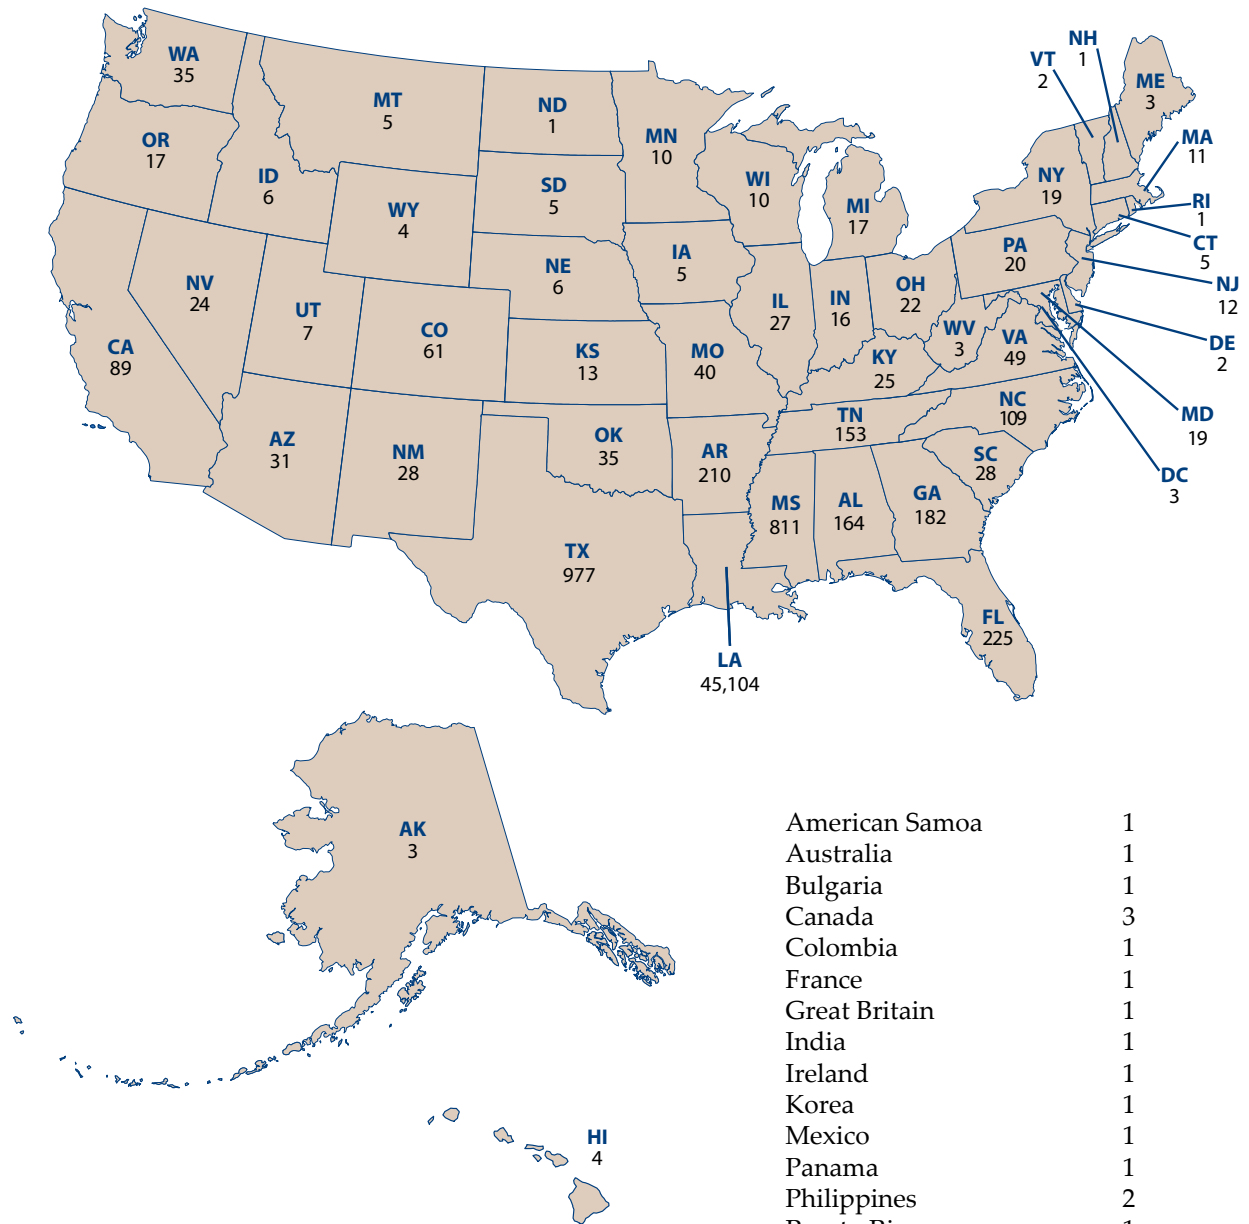 WA
35
OR
17
ID
6
MT
5
ND
1
MN
10
SD
5
WY
4
NE
6
IA
5
WI
10
MI
17
NH
1
VT
2
ME
3
MA
11
NY
19
RI
1
CT
5
PA
20
NJ
12
NV
24
UT
7
CO
61
CA
89
KS
13
MO
40
IL
27
IN
16
OH
22
WV
3
VA
49
KY
25
DE
2
MD
19
DC
3
NC
109
TN
153
SC
28
AZ
31
NM
28
OK
35
AR
210
MS
811
AL
164
GA
182
TX
977
FL
225
LA
45,104
AK
3
HI
4
American Samoa 1
Australia 1
Bulgaria 1
Canada 3
Colombia 1
France 1
Great Britain 1
India 1
Ireland 1
Korea 1
Mexico 1
Panama 1
Philippines 2